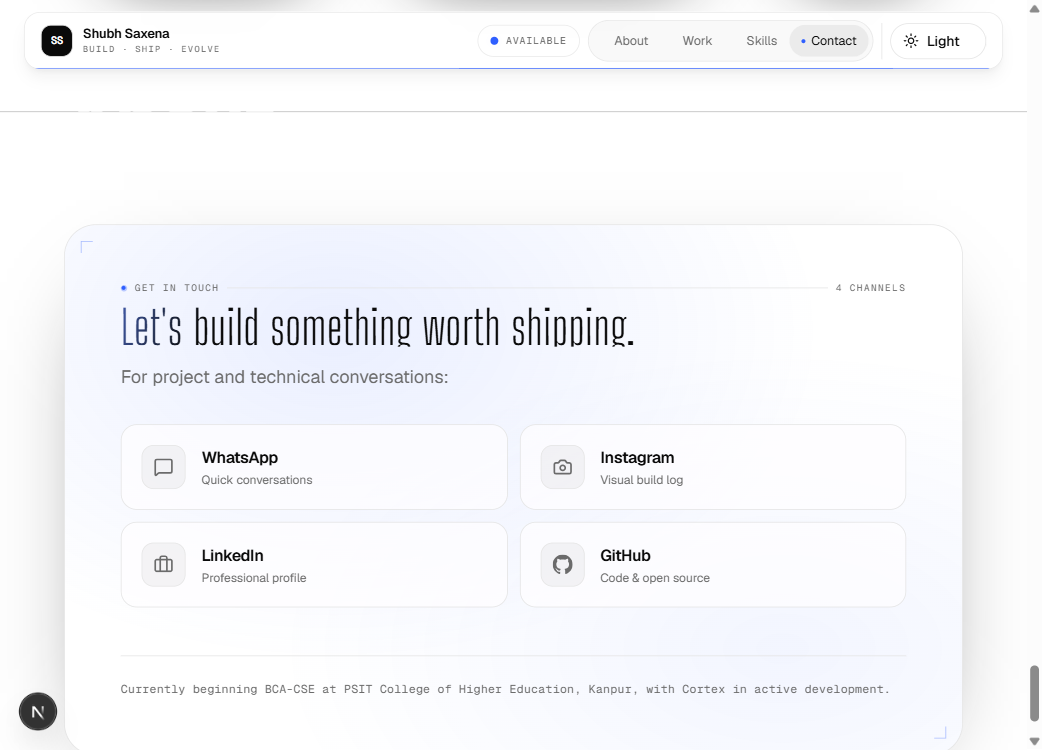 SS
Shubh Saxena
BUILD · SHIP · EVOLVE
AVAILABLE
About
Work
Skills
Contact
Light
GET IN TOUCH
4 CHANNELS
Let's build something worth shipping.
For project and technical conversations:
WhatsApp
Quick conversations
Instagram
Visual build log
LinkedIn
Professional profile
GitHub
Code & open source
Currently beginning BCA-CSE at PSIT College of Higher Education, Kanpur, with Cortex in active development.
N